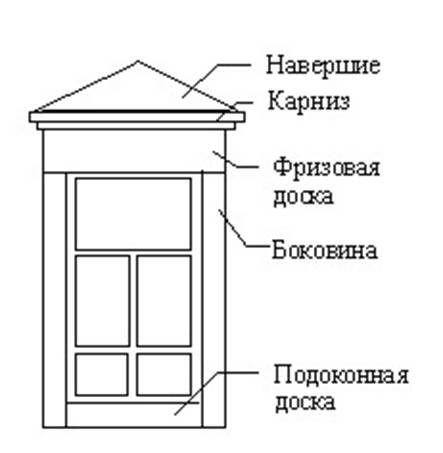 Навершие
Карниз
Фризовая
доска
Боковина
Подоконная
доска